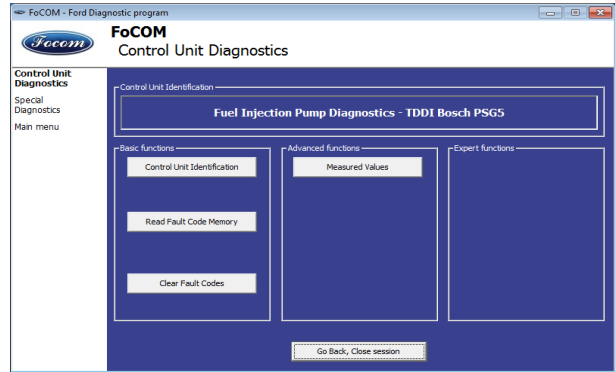 FoCOM - Ford Diagnostic program
Focom
FoCOM
Control Unit Diagnostics
Control Unit
Diagnostics
Special
Diagnostics
Main menu
Control Unit Identification
Fuel Injection Pump Diagnostics - TDDI Bosch PSG5
Basic functions
Control Unit Identification
Read Fault Code Memory
Clear Fault Codes
Advanced functions
Measured Values
Expert functions
Go Back, Close session